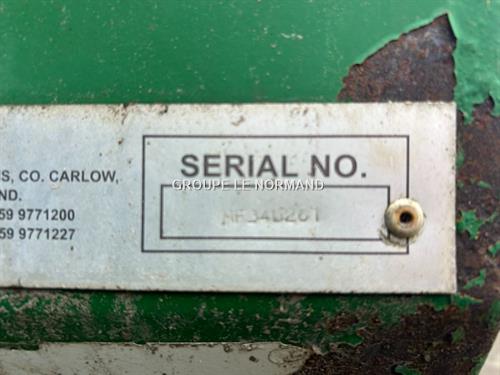 S, CO. CARLOW,
ND.
59 9771200
59 9771227
SERIAL NO.
GROUPE LE NORMAND